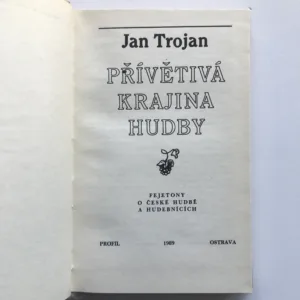 Jan Trojan
PŘÍVĚTIVÁ
KRAJINA
HUDBY
FEJETONY
O ČESKÉ HUDBĚ
A HUDEBNÍCÍCH
PROFIL 1989 OSTRAVA